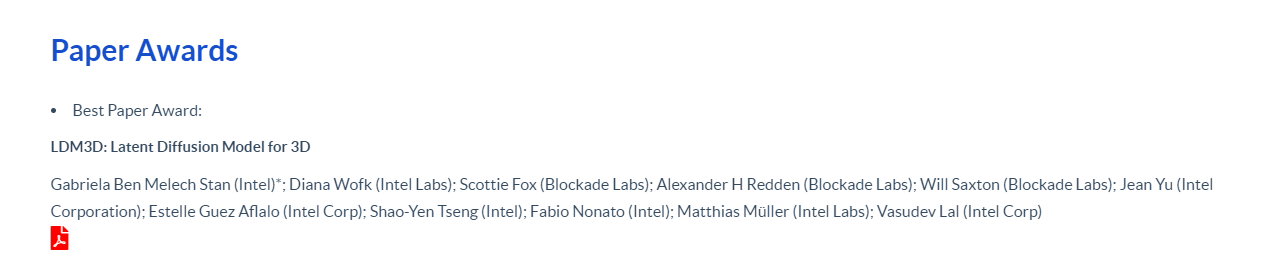 Paper Awards
• Best Paper Award:
LDM3D: Latent Diffusion Model for 3D
Gabriela Ben Melech Stan (Intel)*; Diana Wofk (Intel Labs); Scottie Fox (Blockade Labs); Alexander H Redden (Blockade Labs); Will Saxton (Blockade Labs); Jean Yu (Intel
Corporation); Estelle Guez Aflalo (Intel Corp); Shao-Yen Tseng (Intel); Fabio Nonato (Intel); Matthias Müller (Intel Labs); Vasudev Lal (Intel Corp)